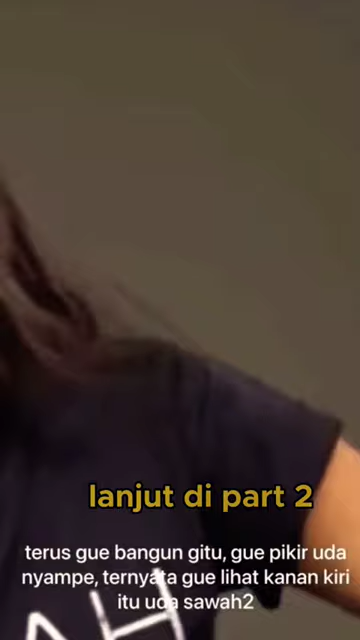 lanjut di part 2
terus gue bangun gitu, gue pikir uda
nyampe, ternyata gue lihat kanan kiri
itu uda sawah2
AH